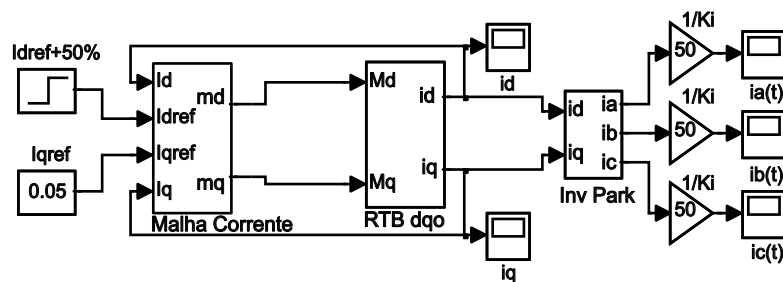 Idref+50%
Iqref
0.05
Id
Idref
Iqref
Iq
md
mq
Malha Corrente
Md
Mq
id
iq
RTB dqo
id
iq
id
iq
ia
ib
ic
Inv Park
1/Ki
50
ia(t)
1/Ki
50
ib(t)
1/Ki
50
ic(t)